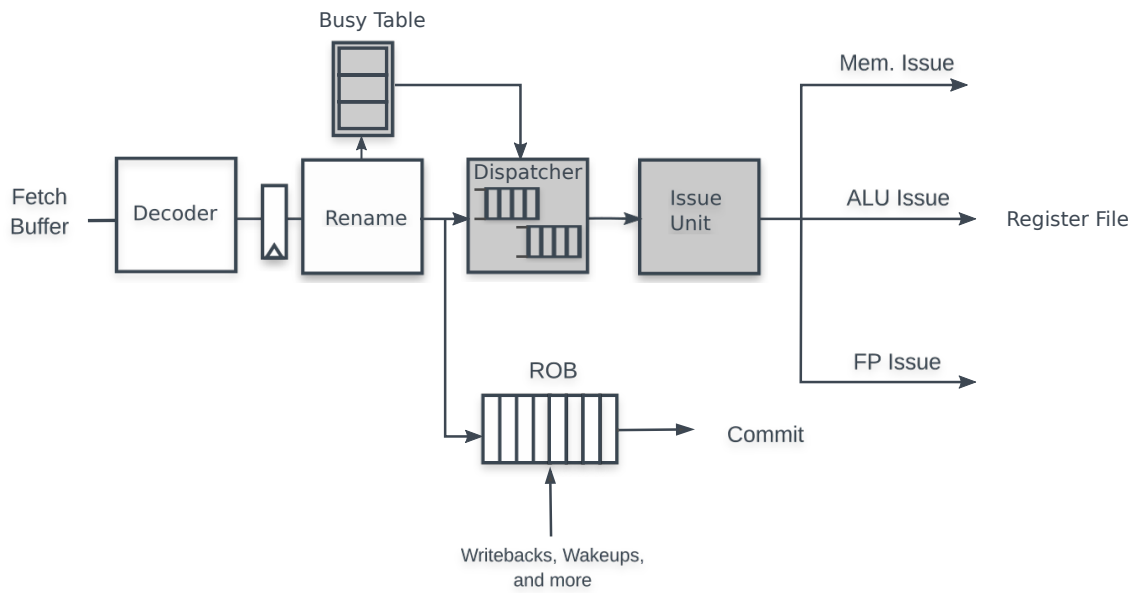 Busy Table
Mem. Issue
Dispatcher
Fetch
Buffer
Decoder
Rename
Issue
Unit
ALU Issue
Register File
FP Issue
ROB
Commit
Writebacks, Wakeups,
and more